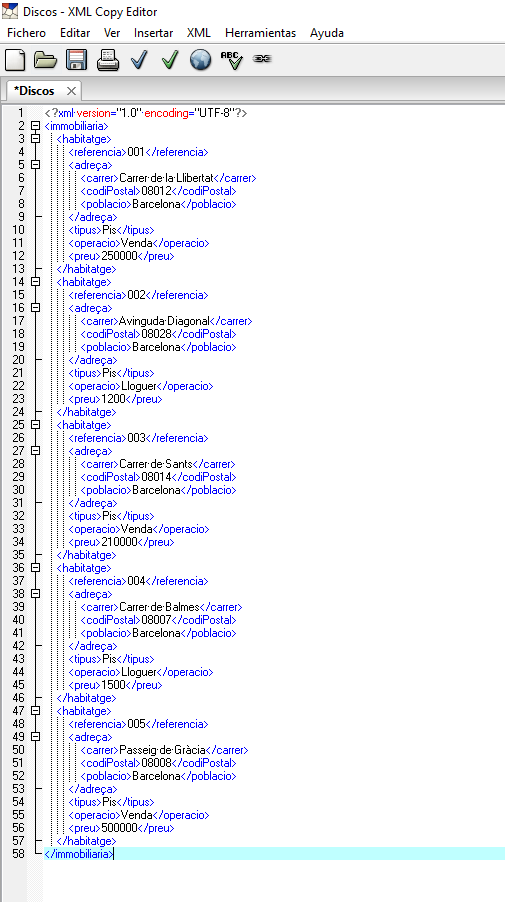 Discos - XML Copy Editor
Fichero Editar Ver Insertar XML Herramientas Ayuda
ABC
*Discos
1 <?xml version="1.0" encoding="UTF-8"?>
2 <immobiliaria>
3 <habitatge>
4 <referencia>001</referencia>
5 <adreça>
6 <carrer>Carrer de la Llibertat</carrer>
7 <codiPostal>08012</codiPostal>
8 <poblacio>Barcelona</poblacio>
9 </adreça>
10 <tipus>Pis</tipus>
11 <operacio>Venda</operacio>
12 <preu>250000</preu>
13 </habitatge>
14 <habitatge>
15 <referencia>002</referencia>
16 <adreça>
17 <carrer>Avinguda Diagonal</carrer>
18 <codiPostal>08028</codiPostal>
19 <poblacio>Barcelona</poblacio>
20 </adreça>
21 <tipus>Pis</tipus>
22 <operacio>Lloguer</operacio>
23 <preu>1200</preu>
24 </habitatge>
25 <habitatge>
26 <referencia>003</referencia>
27 <adreça>
28 <carrer>Carrer de Sants</carrer>
29 <codiPostal>08014</codiPostal>
30 <poblacio>Barcelona</poblacio>
31 </adreça>
32 <tipus>Pis</tipus>
33 <operacio>Venda</operacio>
34 <preu>210000</preu>
35 </habitatge>
36 <habitatge>
37 <referencia>004</referencia>
38 <adreça>
39 <carrer>Carrer de Balmes</carrer>
40 <codiPostal>08007</codiPostal>
41 <poblacio>Barcelona</poblacio>
42 </adreça>
43 <tipus>Pis</tipus>
44 <operacio>Lloguer</operacio>
45 <preu>1500</preu>
46 </habitatge>
47 <habitatge>
48 <referencia>005</referencia>
49 <adreça>
50 <carrer>Passeig de Gràcia</carrer>
51 <codiPostal>08008</codiPostal>
52 <poblacio>Barcelona</poblacio>
53 </adreça>
54 <tipus>Pis</tipus>
55 <operacio>Venda</operacio>
56 <preu>500000</preu>
57 </habitatge>
58 </immobiliaria>